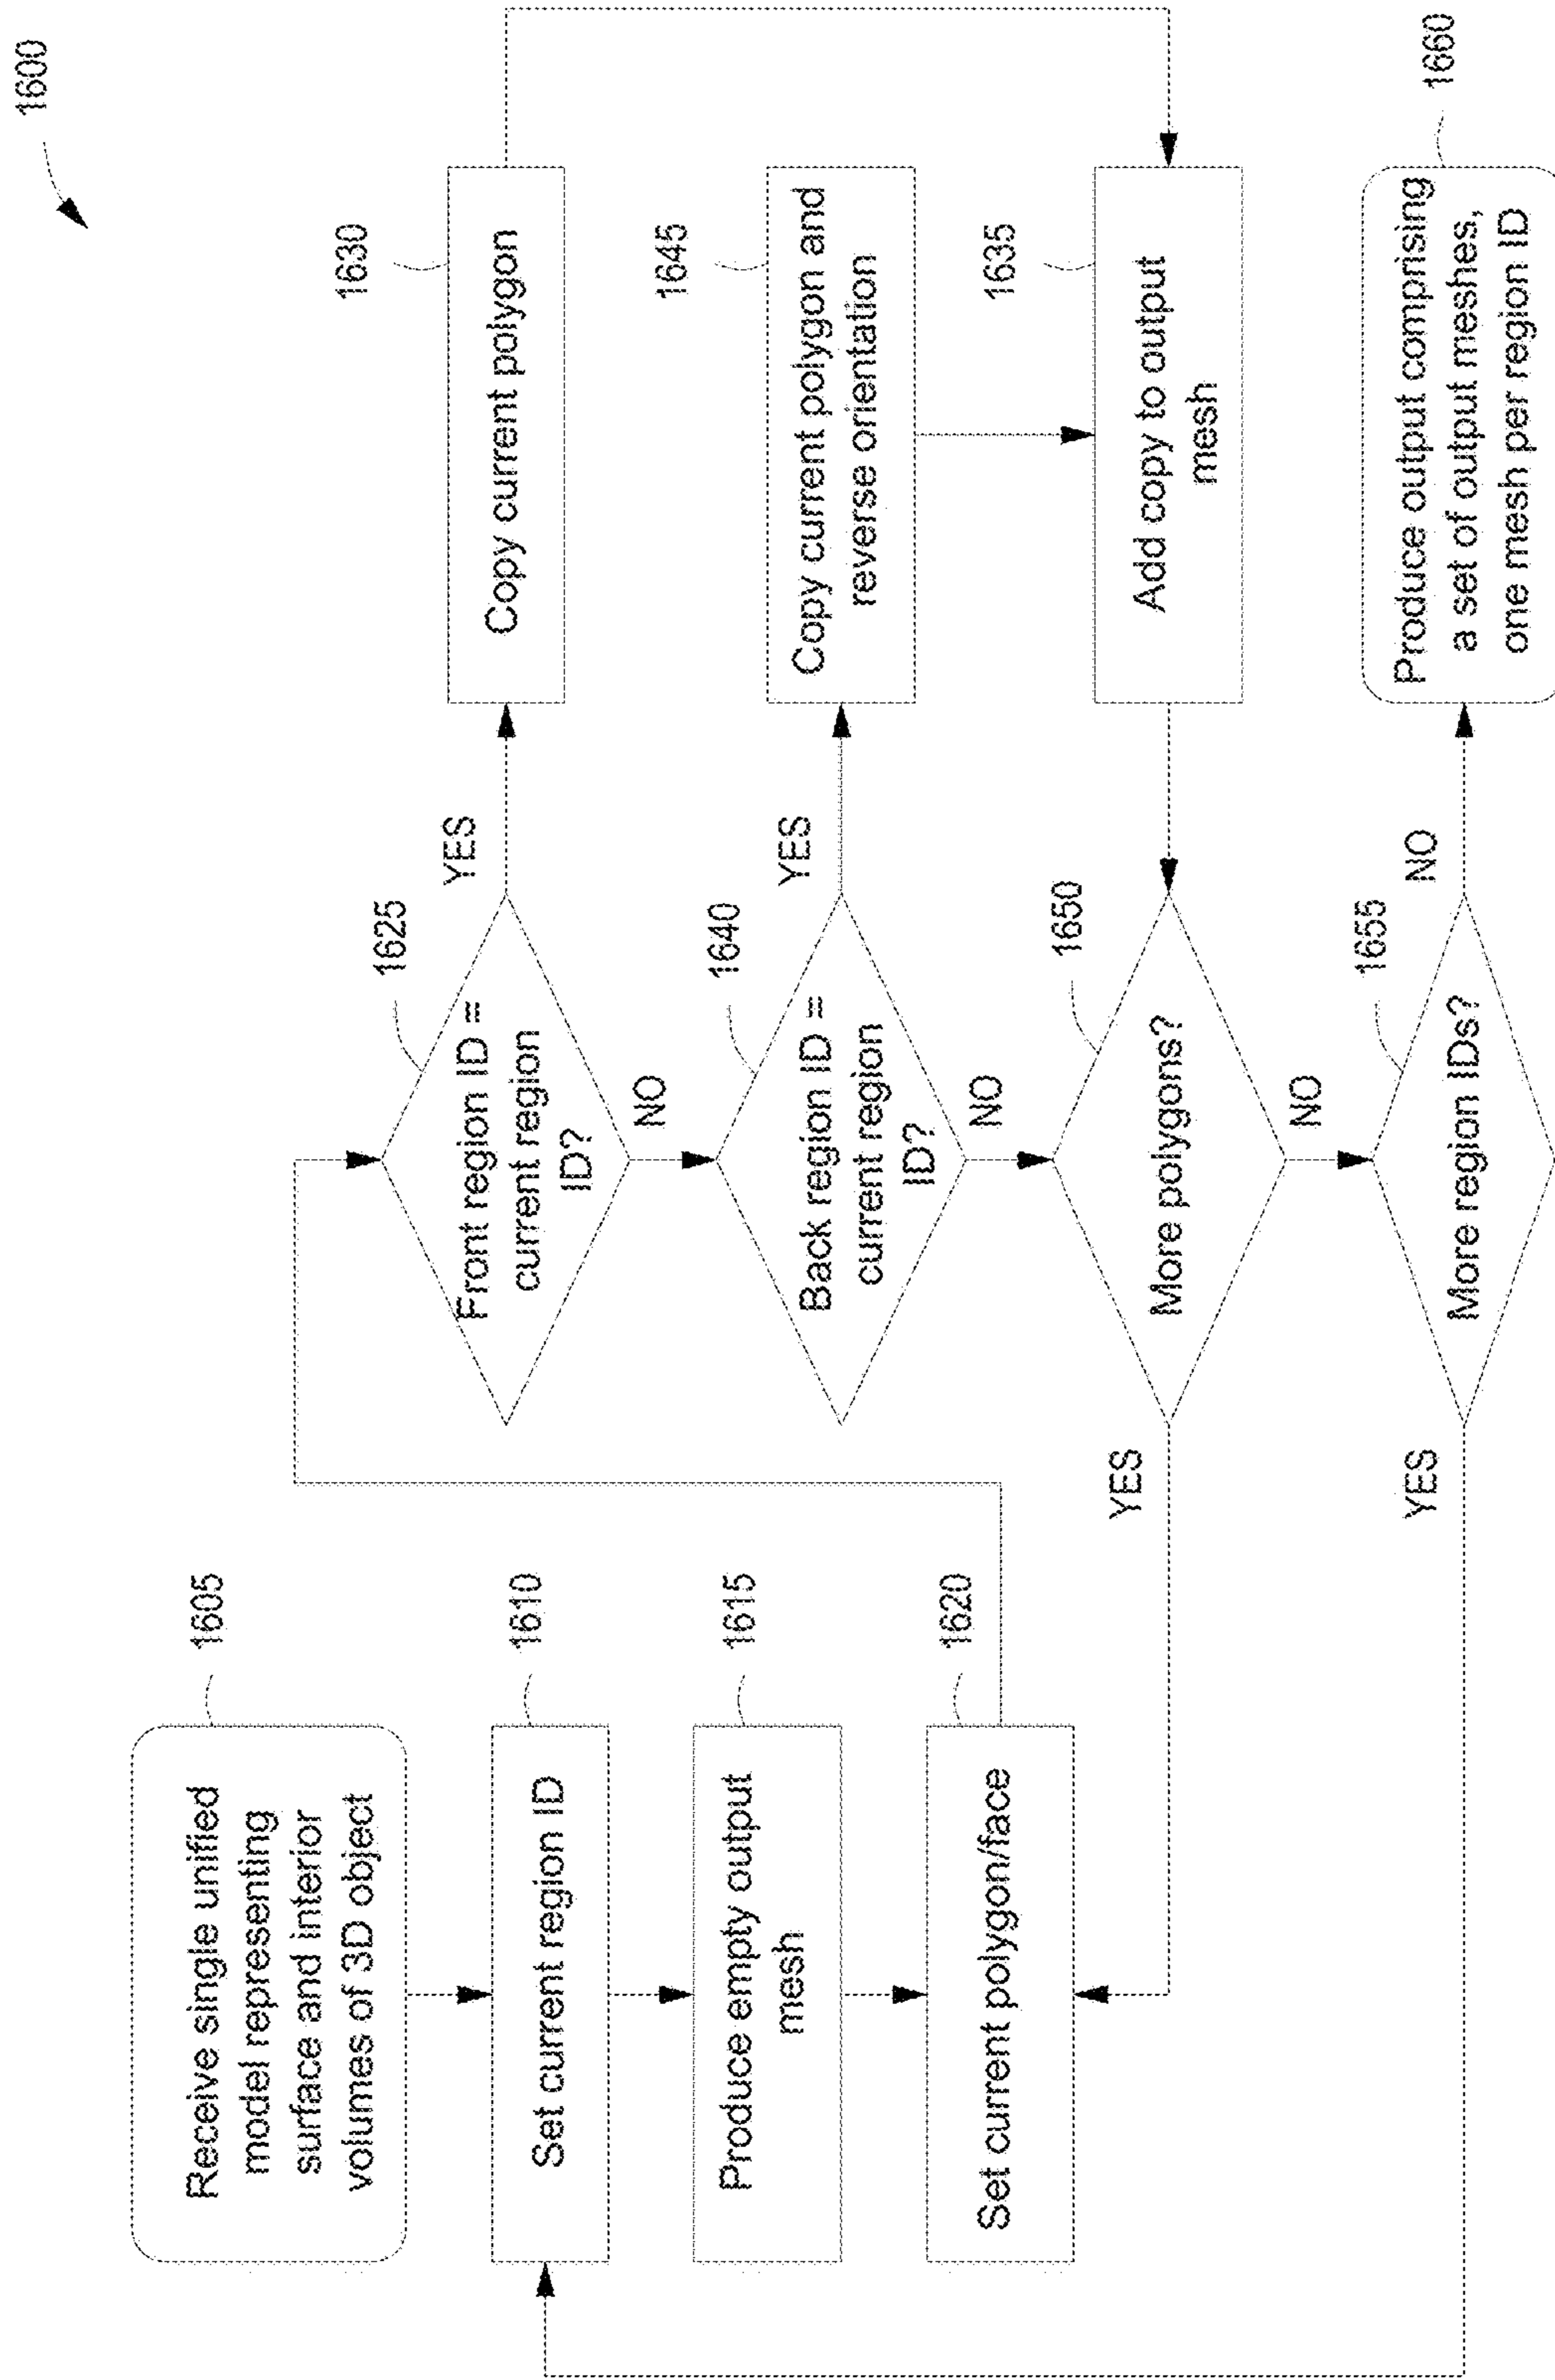 1600
Receive single unified
model representing
surface and interior
volumes of 3D object
1605
Set current region ID
1610
Produce empty output
mesh
1615
Set current polygon/face
1620
Front region ID =
current region
ID?
1625
YES
NO
Copy current polygon
1630
Back region ID =
current region
ID?
1640
YES
NO
Copy current polygon and
reverse orientation
1645
Add copy to output
mesh
1635
More polygons?
1650
YES
NO
More region IDs?
1655
YES
NO
Produce output comprising
a set of output meshes,
one mesh per region ID
1660